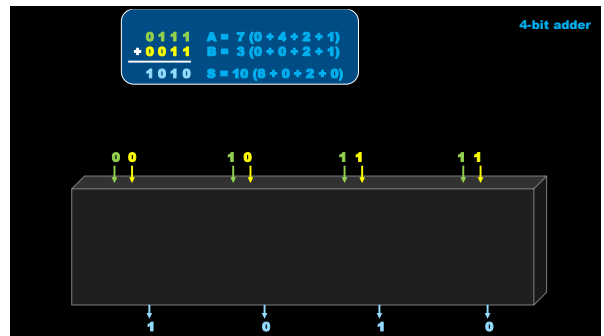 4-bit adder
0111 A = 7 (0 + 4 + 2 + 1)
+0011 B = 3 (0 + 0 + 2 + 1)
1010 S = 10 (8 + 0 + 2 + 0)
0 0 1 0 1 1 1 1
1 0 1 0